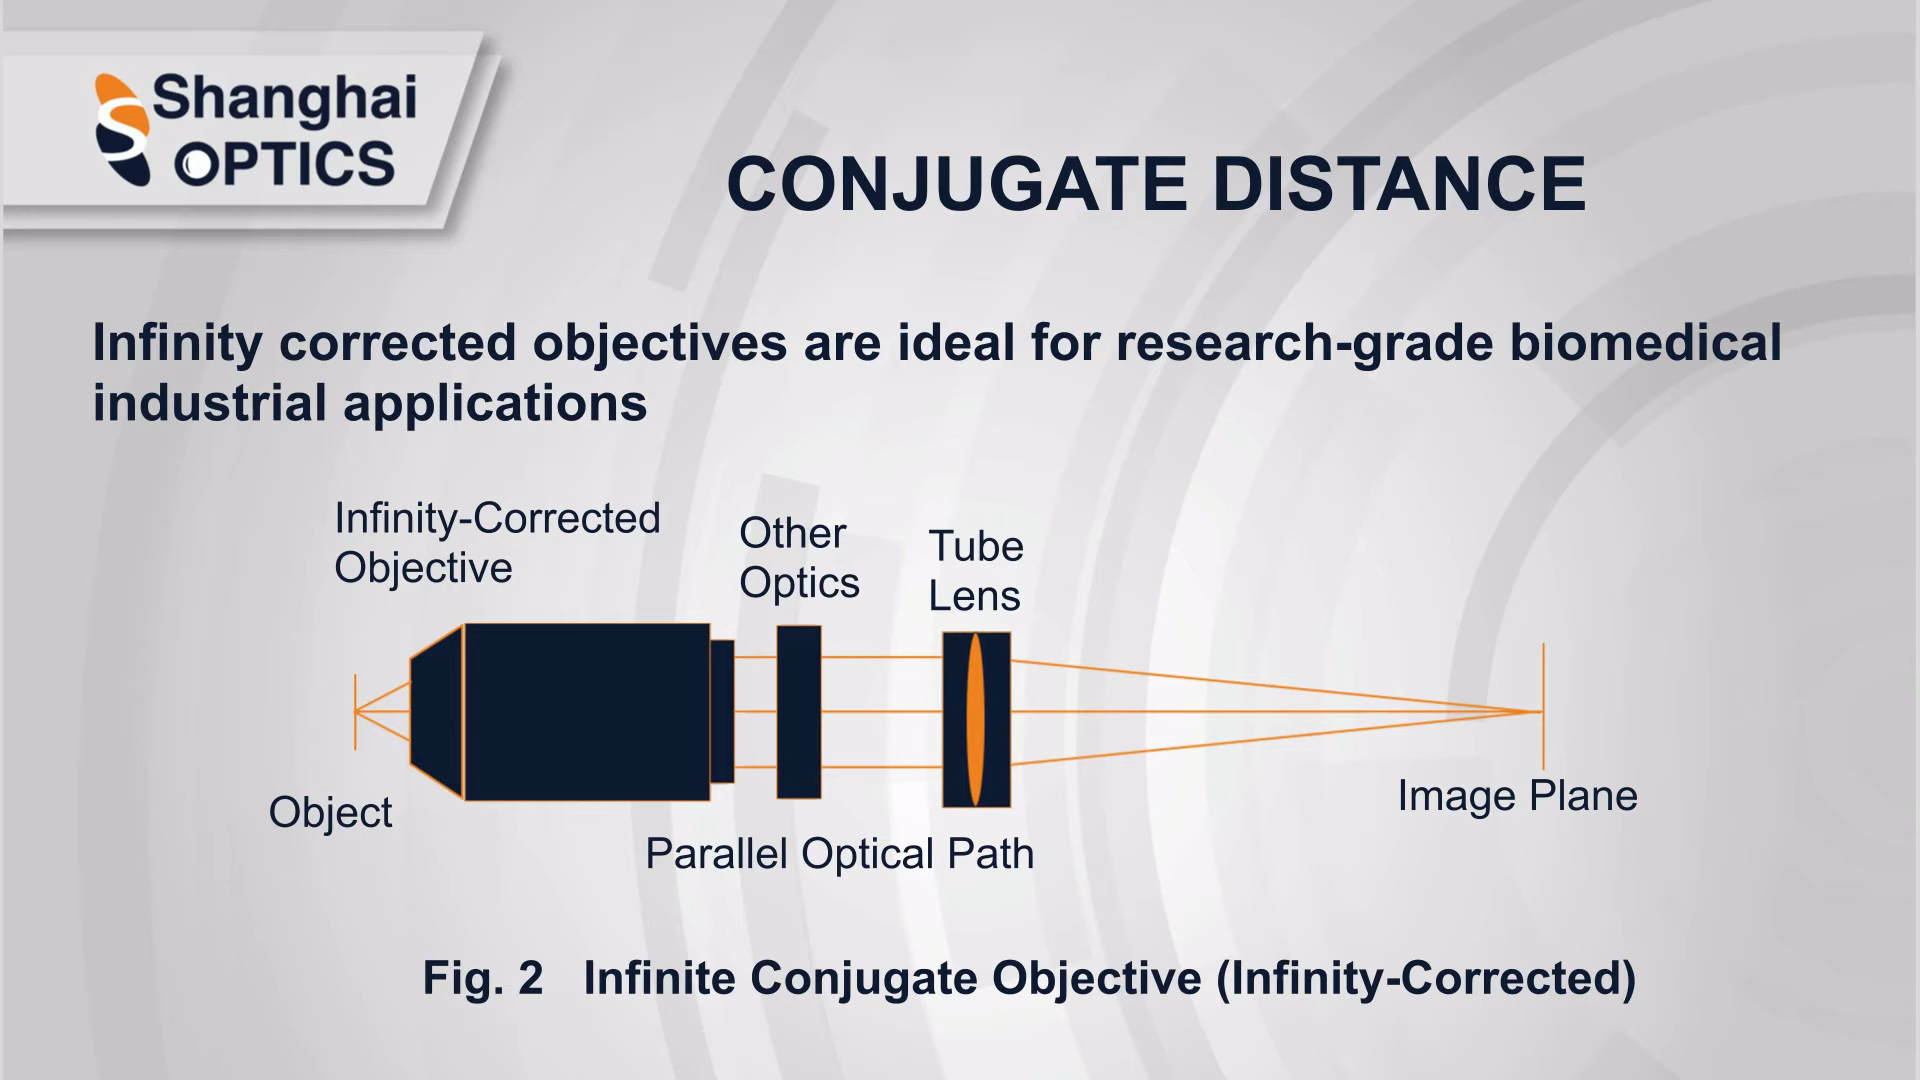 Shanghai
OPTICS
CONJUGATE DISTANCE
Infinity corrected objectives are ideal for research-grade biomedical
industrial applications
Infinity-Corrected
Objective
Other
Optics
Tube
Lens
Object
Image Plane
Parallel Optical Path
Fig. 2 Infinite Conjugate Objective (Infinity-Corrected)